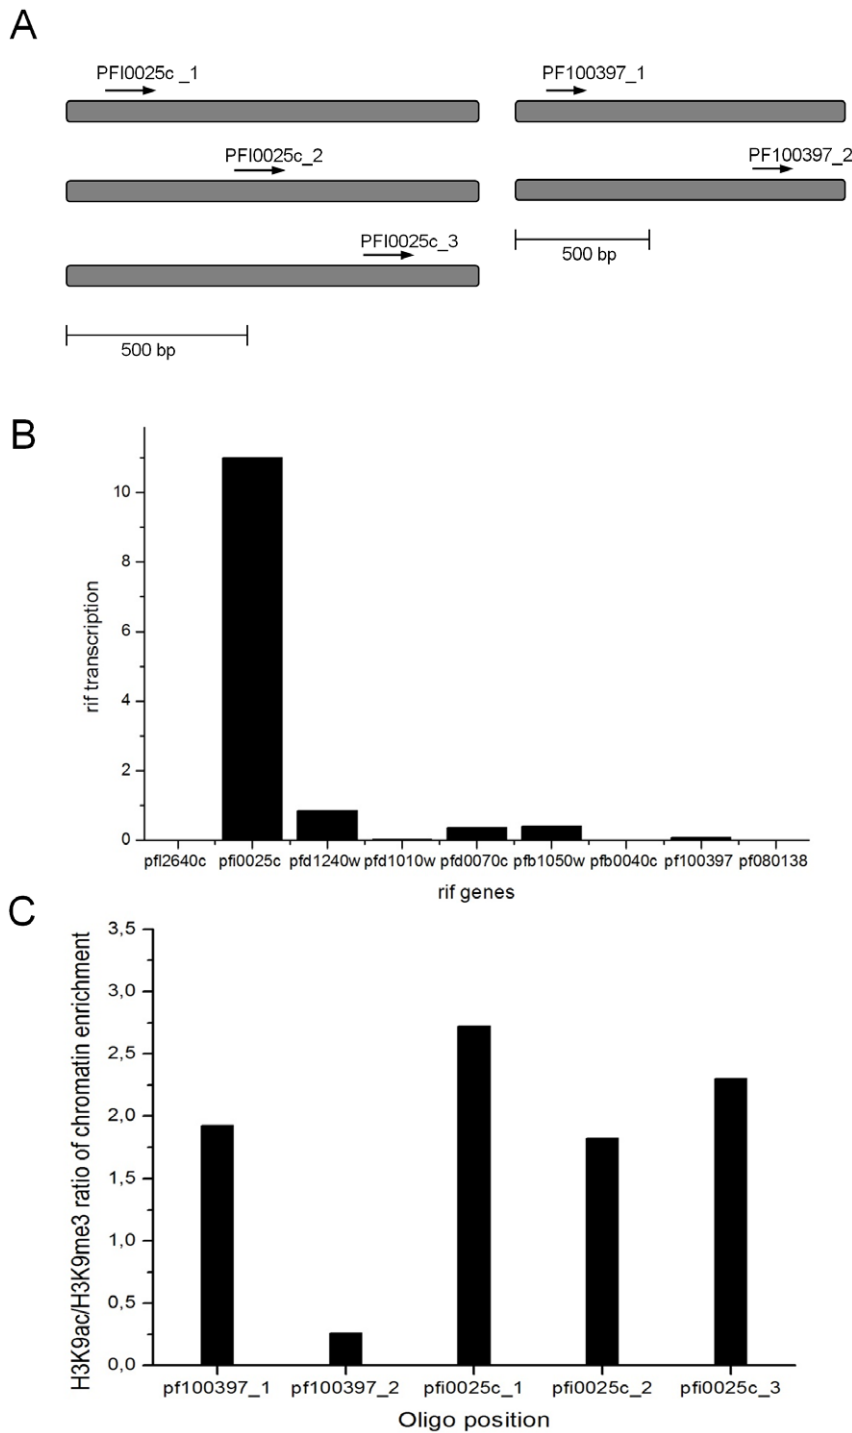 A
PFI0025c _1
PF100397_1
PFI0025c_2
PF100397_2
PFI0025c_3
500 bp
500 bp
B
rif transcription
10
8
6
4
2
0
pfl2640c pfi0025c pfd1240w pfd1010w pfd0070c pfb1050w pfb0040c pf100397 pf080138
rif genes
C
H3K9ac/H3K9me3 ratio of chromatin enrichment
3,5
3,0
2,5
2,0
1,5
1,0
0,5
0,0
pf100397_1 pf100397_2 pfi0025c_1 pfi0025c_2 pfi0025c_3
Oligo position